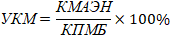 УКМ = КМАЭН / КПМБ × 100%